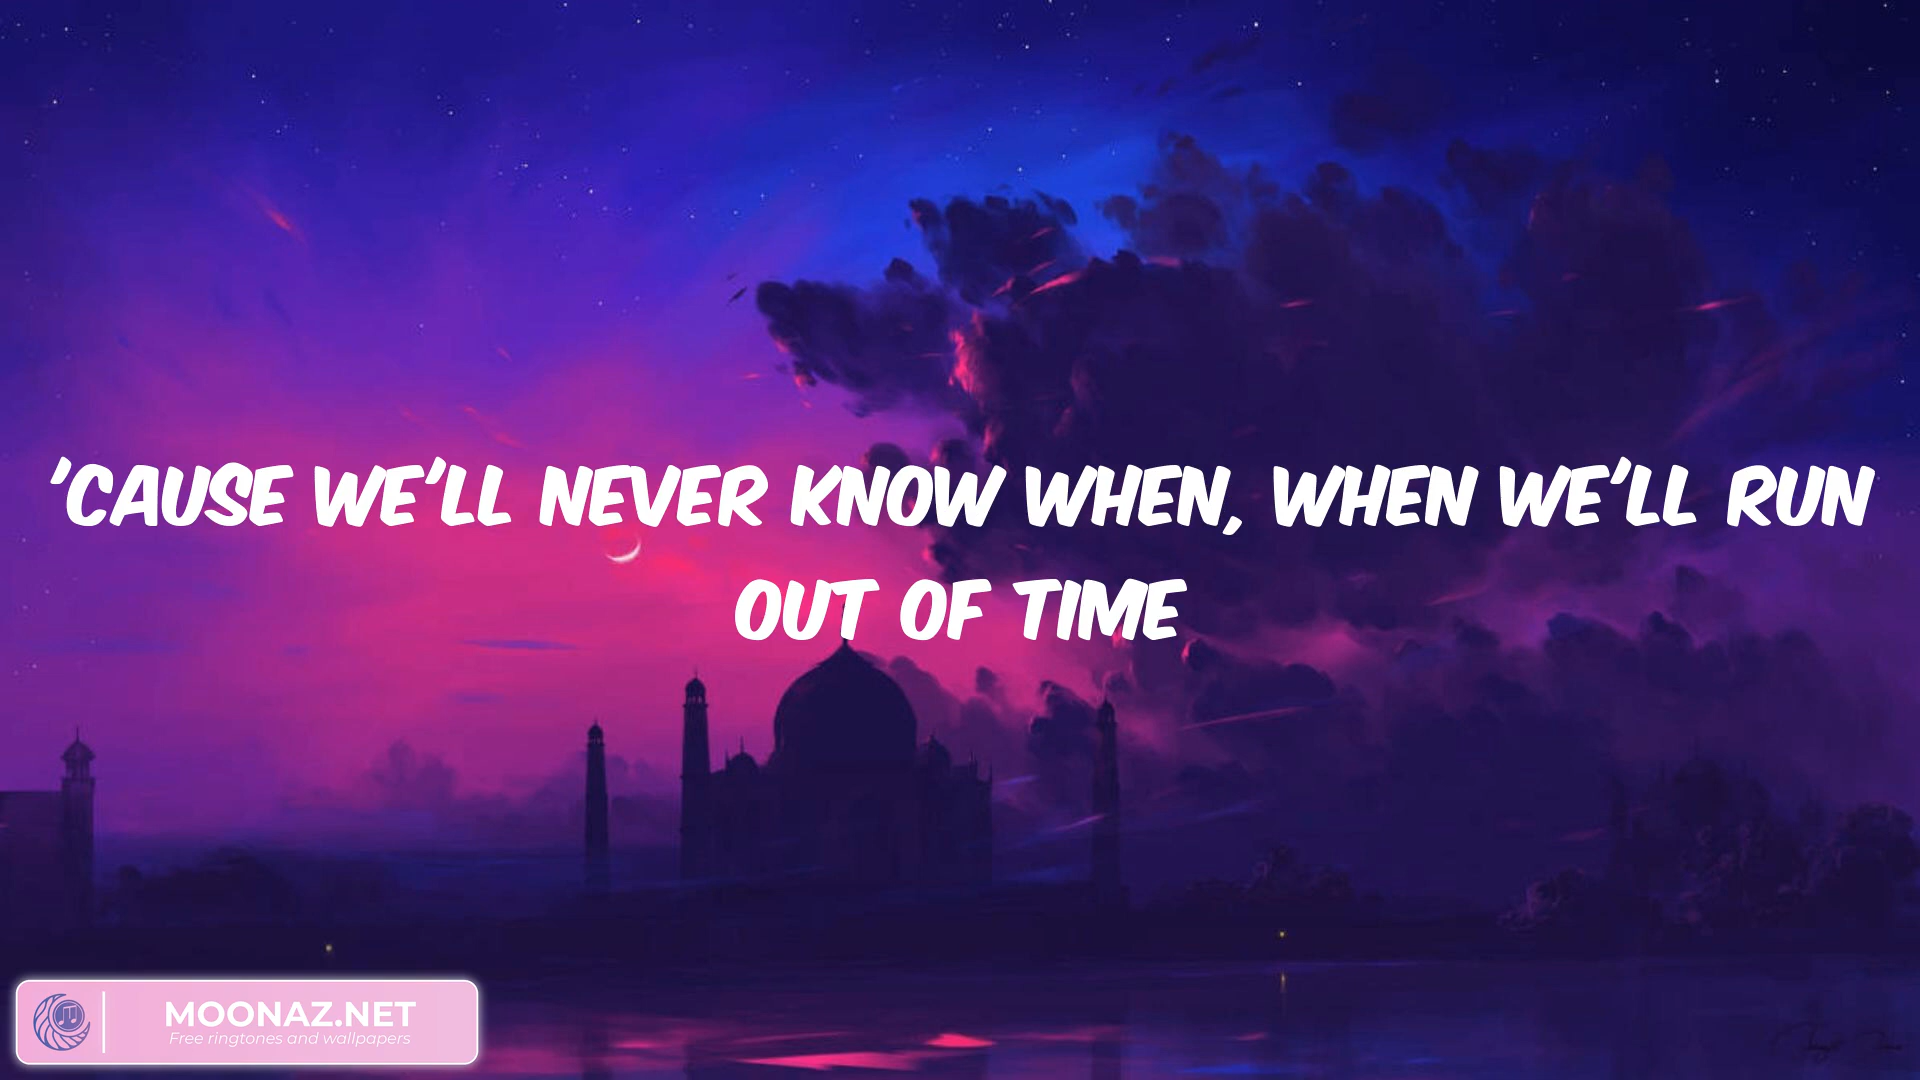 'CAUSE WE'LL NEVER KNOW WHEN, WHEN WE'LL RUN
OUT OF TIME
MOONAZ.NET
Free ringtones and wallpapers